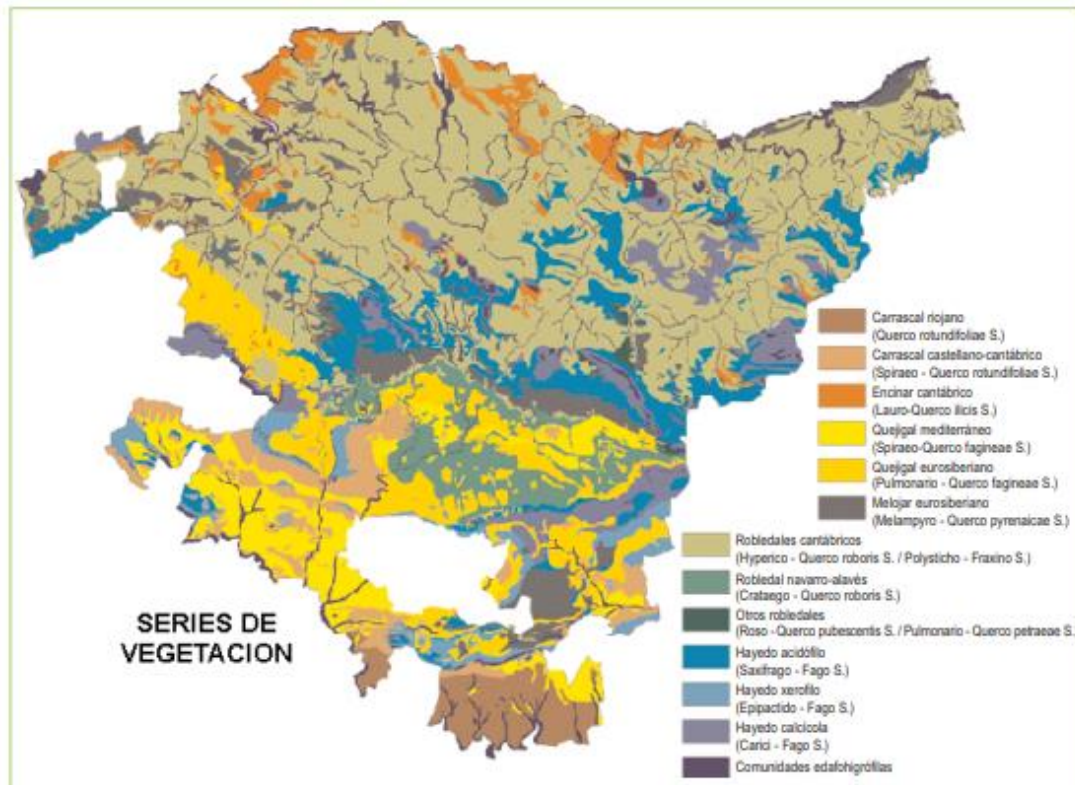 Carrascal riojano
(Querco rotundifoliae S.)
Carrascal castellano-cantábrico
(Spiraeo - Querco rotundifoliae S.)
Encinar cantábrico
(Lauro-Querco ilicis S.)
Quejigal mediterráneo
(Spiraeo-Querco fagineae S.)
Quejigal eurosiberiano
(Pulmonario - Querco fagineae S.)
Melojar eurosiberiano
(Melampyro - Querco pyrenaicae S.)
Robledales cantábricos
(Hyperico - Querco roboris S. / Polysticho - Fraxino S.)
Robledal navarro-alavés
(Crataego - Querco roboris S.)
Otros robledales
(Roso - Querco pubescentis S. / Pulmonario - Querco petraeae S.
Hayedo acidófilo
(Saxifrago - Fago S.)
Hayedo xerofilo
(Epipactido - Fago S.)
Hayedo calcícola
(Carici - Fago S.)
Comunidades edafohigrófilas
SERIES DE
VEGETACION